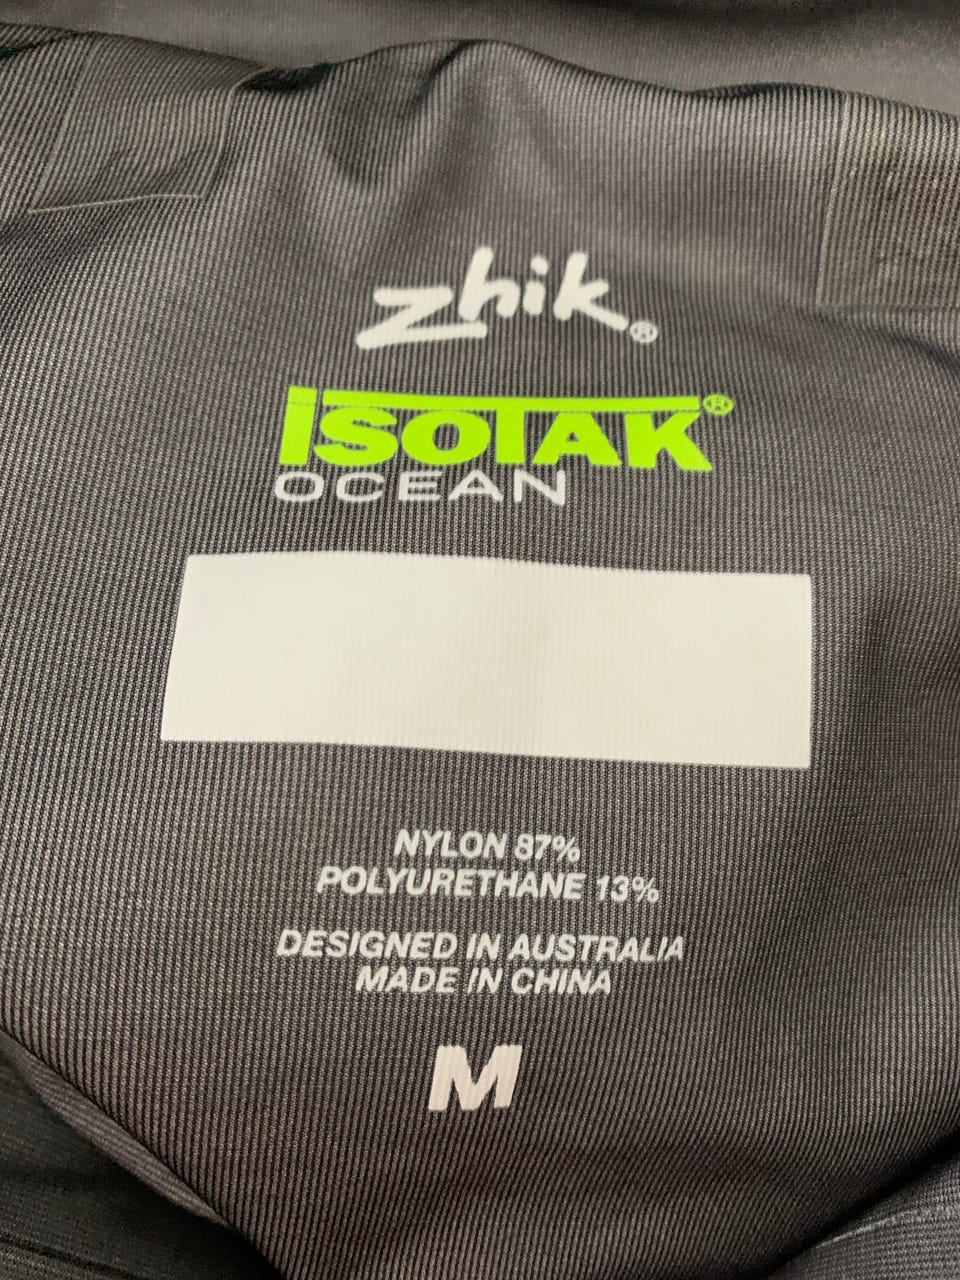 zhik®
ISOTAK®
OCEAN
NYLON 87%
POLYURETHANE 13%
DESIGNED IN AUSTRALIA
MADE IN CHINA
M